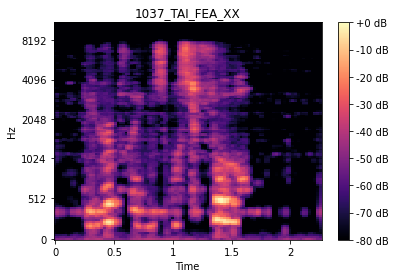 1037_TAI_FEA_XX
8192
4096
2048
1024
512
0
Hz
0
0.5
1
1.5
2
Time
+0 dB
-10 dB
-20 dB
-30 dB
-40 dB
-50 dB
-60 dB
-70 dB
-80 dB